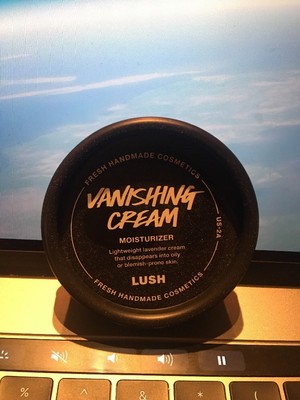 FRESH HANDMADE COSMETICS
VANISHING
CREAM
MOISTURIZER
Lightweight lavender cream
that disappears into oily
or blemish-prone skin.
LUSH
FRESH HANDMADE COSMETICS
US-2A
%
&
*
(